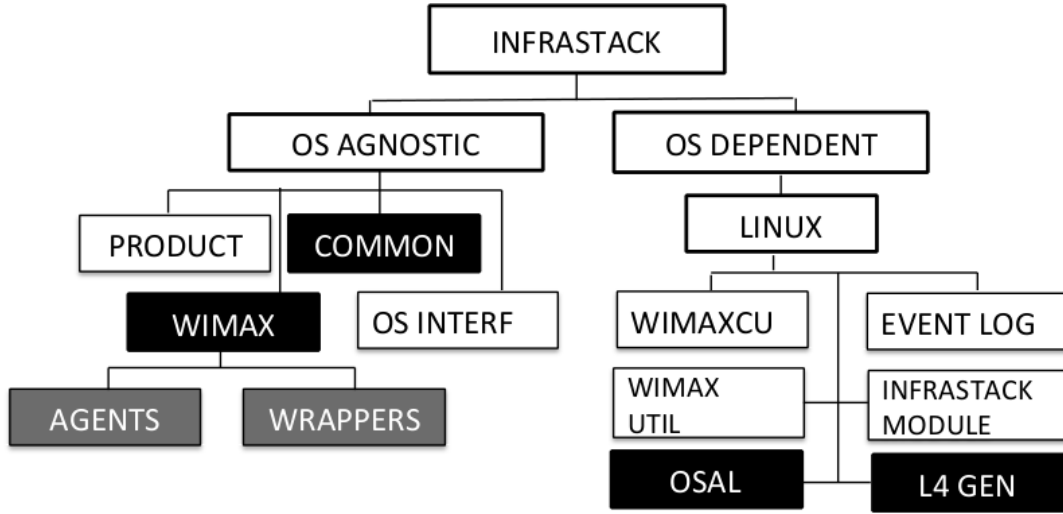 INFRASTACK
OS AGNOSTIC
OS DEPENDENT
PRODUCT
COMMON
LINUX
WIMAX
OS INTERF
WIMAXCU
EVENT LOG
AGENTS
WRAPPERS
WIMAX
UTIL
INFRASTACK
MODULE
OSAL
L4 GEN